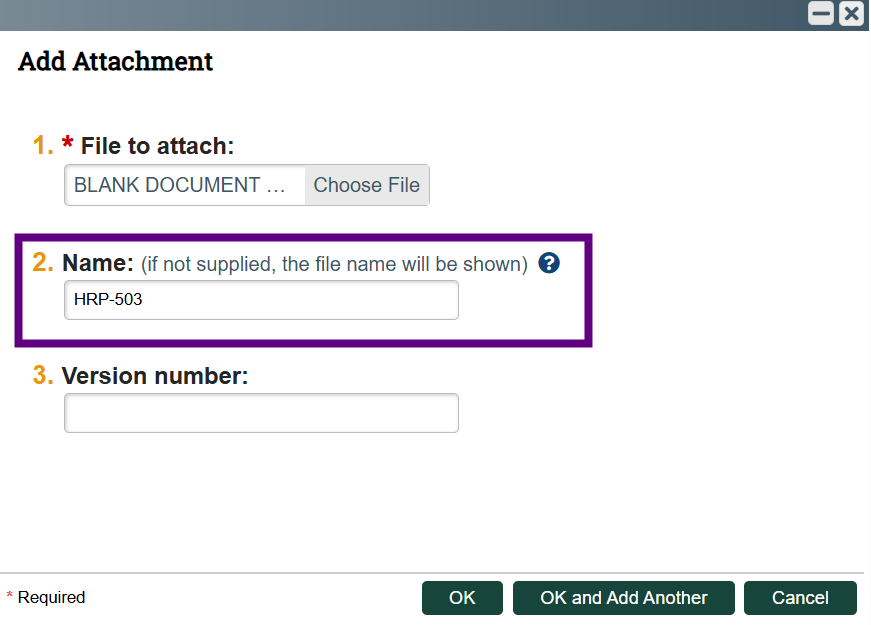 Add Attachment
1. * File to attach:
BLANK DOCUMENT ... Choose File
2. Name: (if not supplied, the file name will be shown) ?
HRP-503
3. Version number:
* Required
OK
OK and Add Another
Cancel